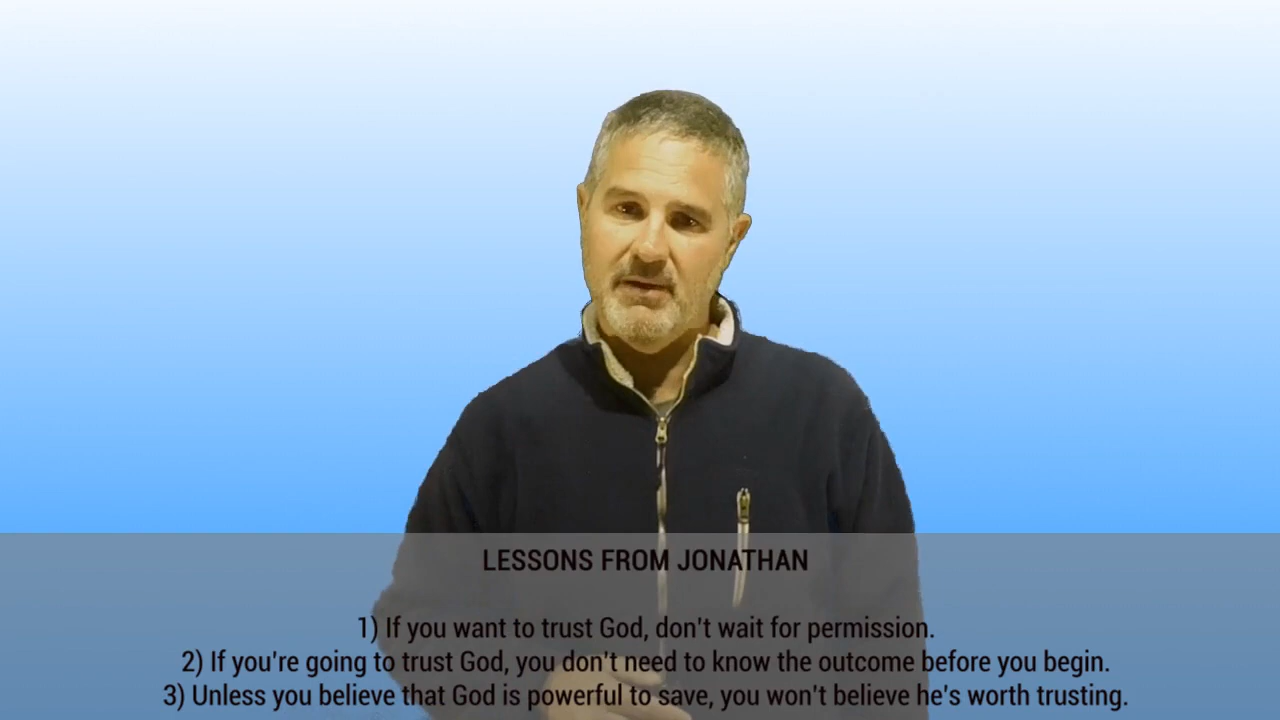 LESSONS FROM JONATHAN
1) If you want to trust God, don't wait for permission.
2) If you're going to trust God, you don't need to know the outcome before you begin.
3) Unless you believe that God is powerful to save, you won't believe he's worth trusting.